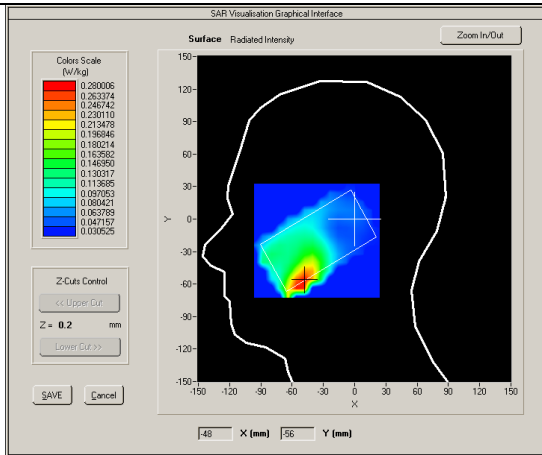 SAR Visualisation Graphical Interface
Surface Radiated Intensity
Zoom In/Out
Colors Scale
(W/kg)
0.280006
0.263374
0.246742
0.230110
0.213478
0.196846
0.180214
0.163582
0.146950
0.130317
0.113685
0.097053
0.080421
0.063789
0.047157
0.030525
Z-Cuts Control
<< Upper Cut
Z = 0.2 mm
Lower Cut >>
SAVE Cancel
150-
120-
90-
60-
30-
0-
-30-
-60-
-90-
-120-
-150-
Y
-150 -120 -90 -60 -30 0 30 60 90 120 150
X
-48 X (mm) -56 Y (mm)